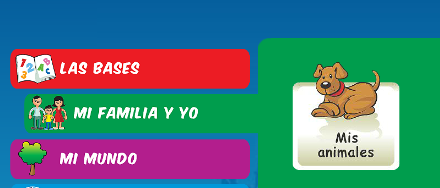 LAS BASES
MI FAMILIA Y YO
MI MUNDO
Mis
animales